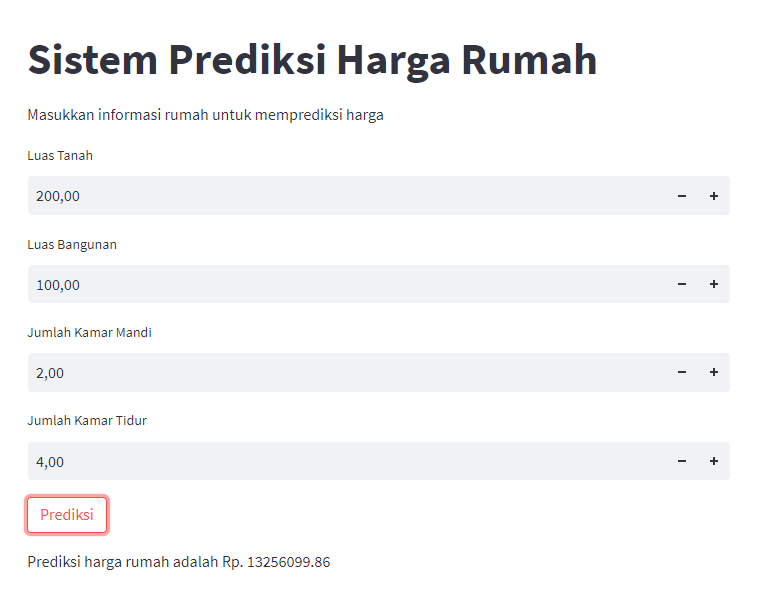 Sistem Prediksi Harga Rumah
Masukkan informasi rumah untuk memprediksi harga
Luas Tanah
200,00
Luas Bangunan
100,00
Jumlah Kamar Mandi
2,00
Jumlah Kamar Tidur
4,00
Prediksi
Prediksi harga rumah adalah Rp. 13256099.86